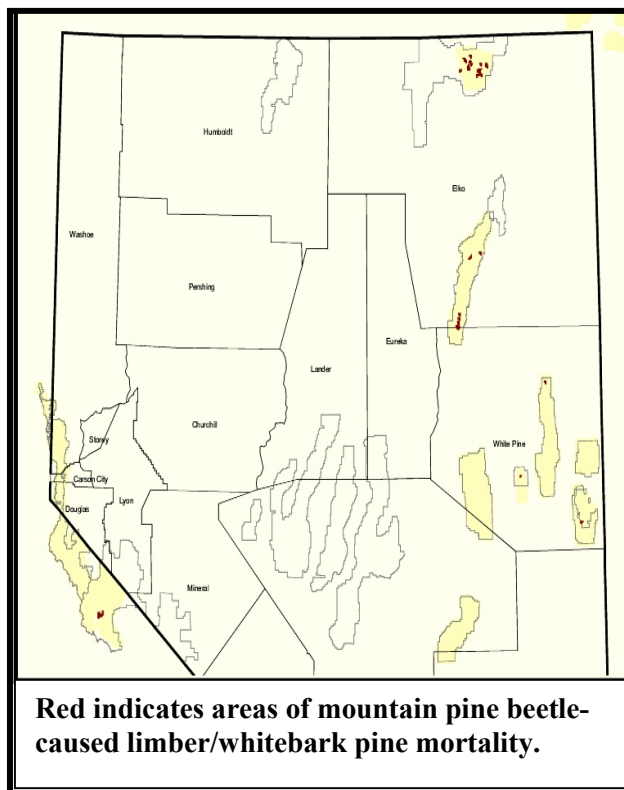 Humboldt
Elko
Washoe
Pershing
Eureka
Lander
Churchill
White Pine
Storey
Carson City
Lyon
Douglas
Mineral
Red indicates areas of mountain pine beetle-
caused limber/whitebark pine mortality.